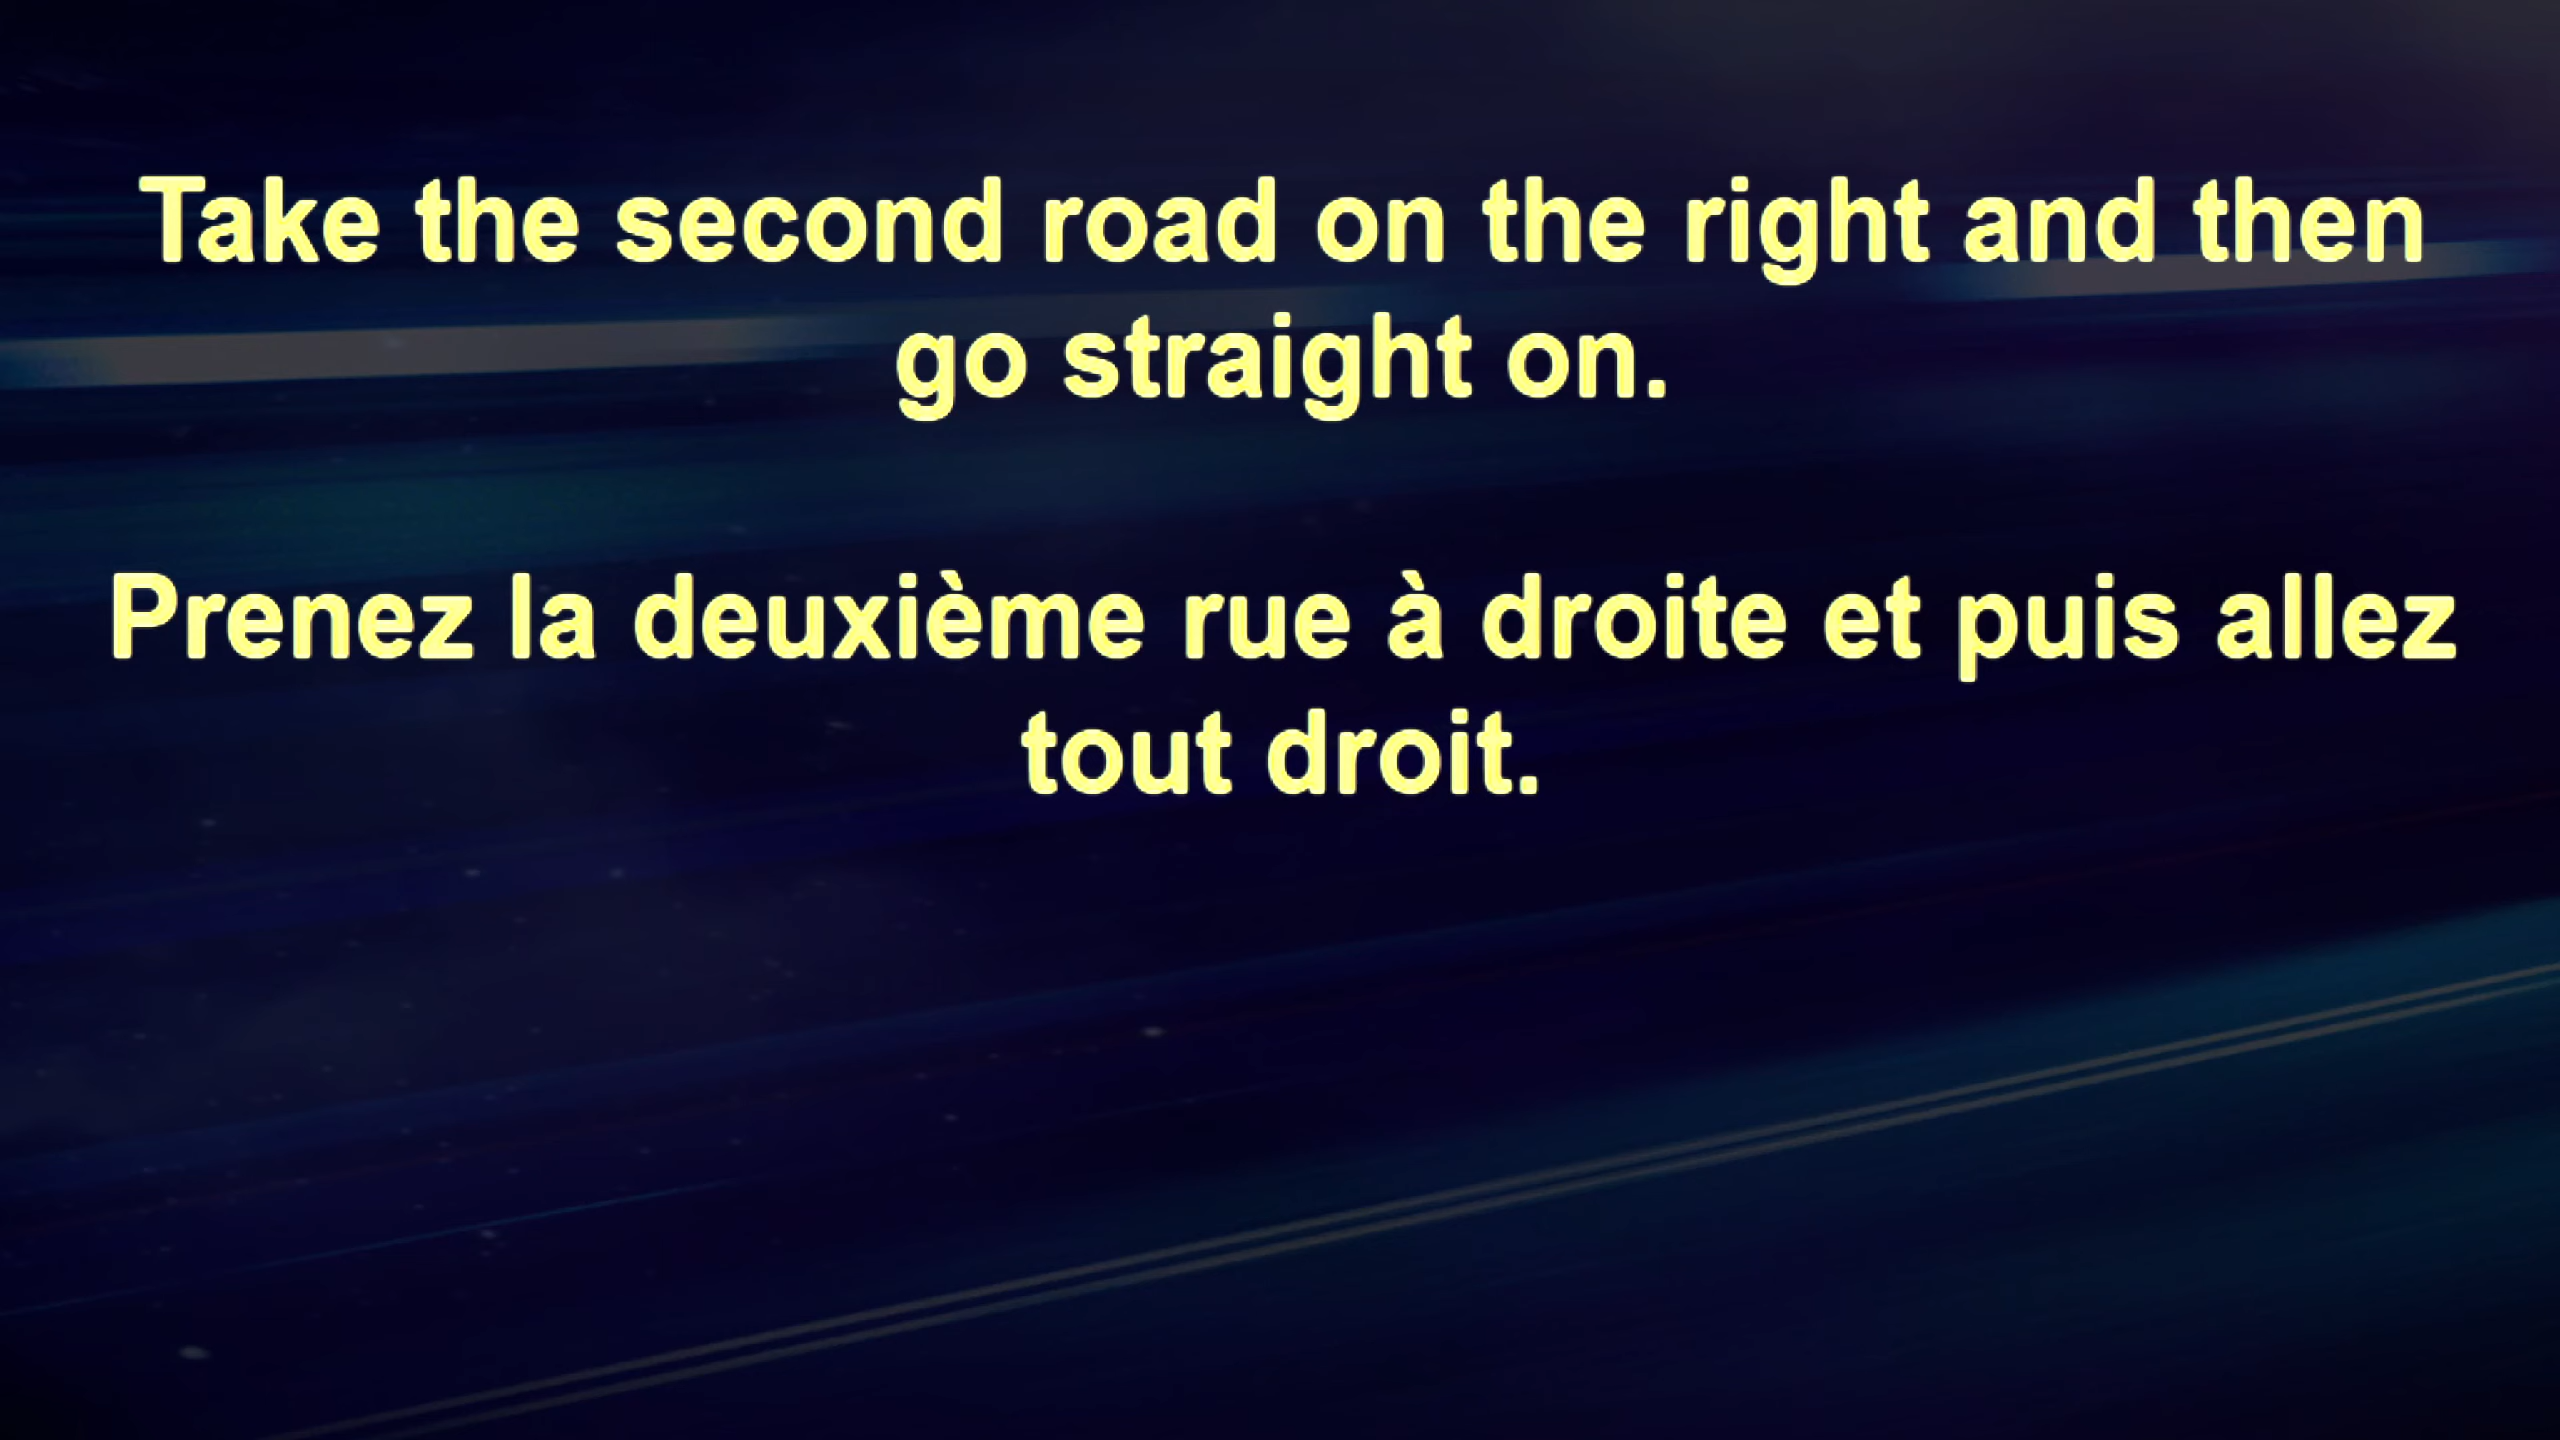 Take the second road on the right and then
go straight on.
Prenez la deuxième rue à droite et puis allez
tout droit.